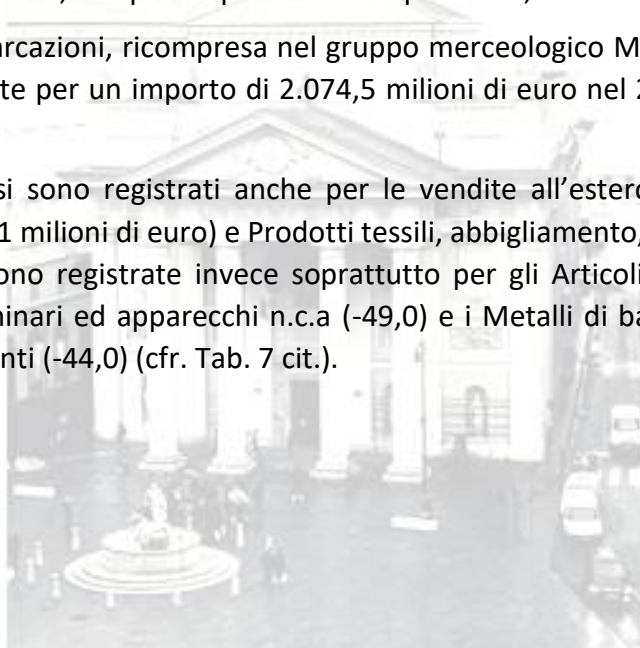 arcazioni, ricompresa nel gruppo merceologico M
te per un importo di 2.074,5 milioni di euro nel 2
si sono registrati anche per le vendite all'estero
1 milioni di euro) e Prodotti tessili, abbigliamento,
ono registrate invece soprattutto per gli Articoli
ninari ed apparecchi n.c.a (-49,0) e i Metalli di ba
nti (-44,0) (cfr. Tab. 7 cit.).